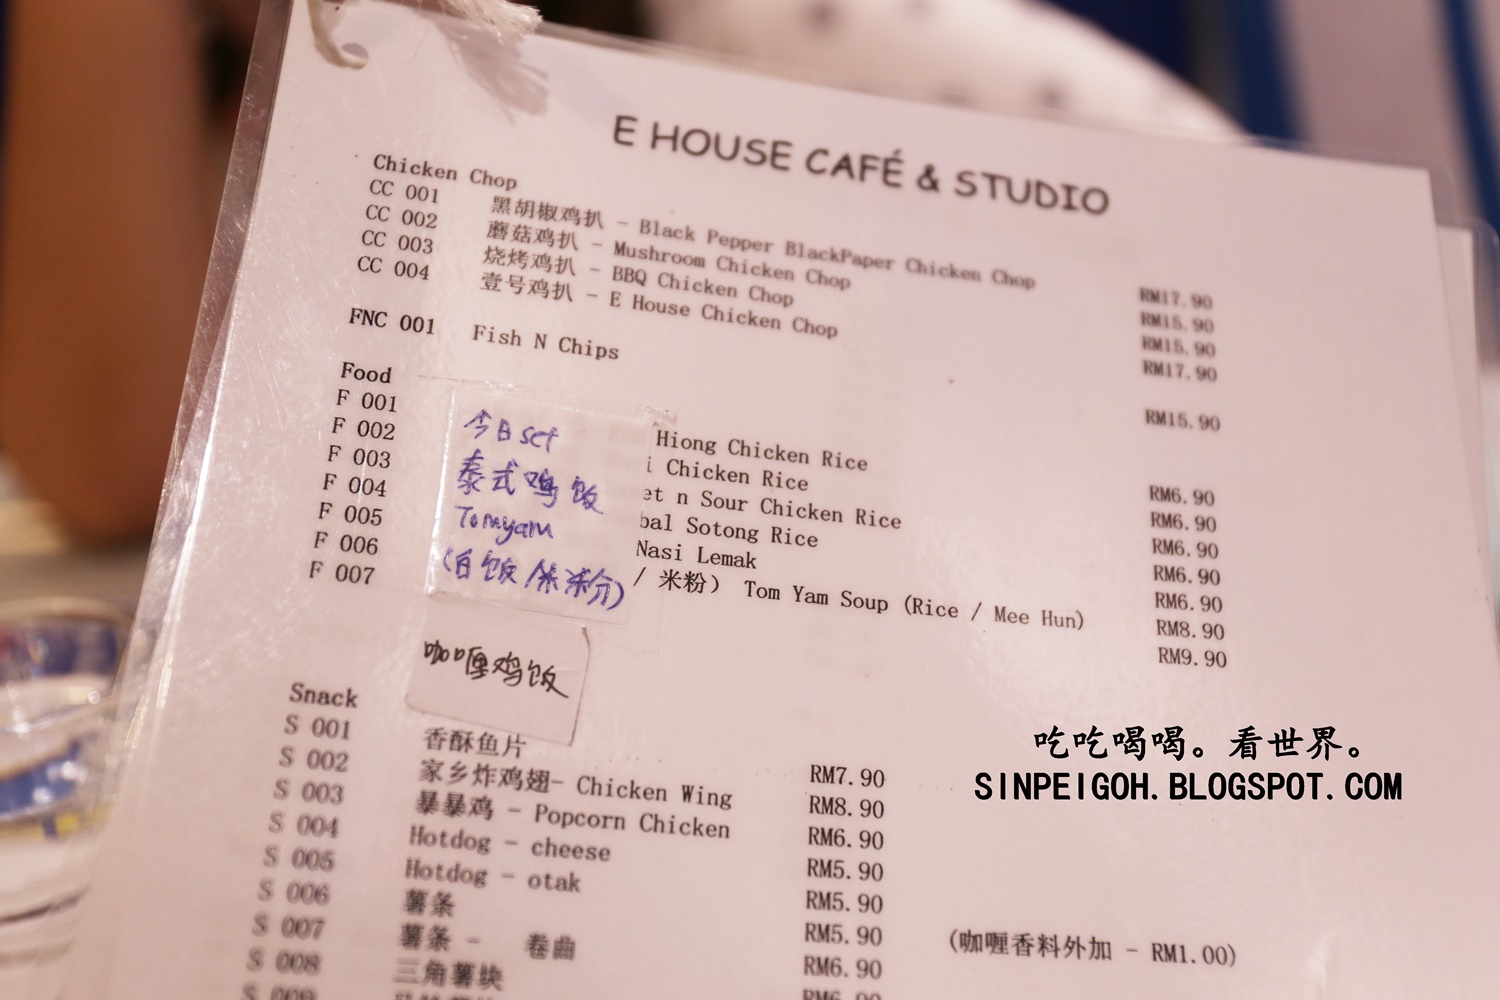 E HOUSE CAFÉ & STUDIO
Chicken Chop
CC 001 黑胡椒鸡扒 - Black Pepper BlackPaper Chicken Chop RM17.90
CC 002 蘑菇鸡扒 - Mushroom Chicken Chop RM15.90
CC 003 烧烤鸡扒 - BBQ Chicken Chop RM15.90
CC 004 壹号鸡扒 - E House Chicken Chop RM17.90
FNC 001 Fish N Chips RM15.90
Food
F 001 Hiong Chicken Rice RM6.90
F 002 i Chicken Rice RM6.90
F 003 et n Sour Chicken Rice RM6.90
F 004 bal Sotong Rice RM6.90
F 005 Nasi Lemak RM6.90
F 006 / 米粉） Tom Yam Soup (Rice / Mee Hun) RM8.90
F 007 RM9.90
今日 set
泰式鸡饭
Tomyam
(白饭/米粉)
咖喱鸡饭
Snack
S 001 香酥鱼片 RM7.90
S 002 家乡炸鸡翅- Chicken Wing RM8.90
S 003 暴暴鸡 - Popcorn Chicken RM6.90
S 004 Hotdog - cheese RM5.90
S 005 Hotdog - otak RM5.90
S 006 薯条 RM5.90 (咖喱香料外加 - RM1.00)
S 007 薯条 - 卷曲 RM6.90
S 008 三角薯块
S 009
吃吃喝喝。看世界。
SINPEIGOH.BLOGSPOT.COM